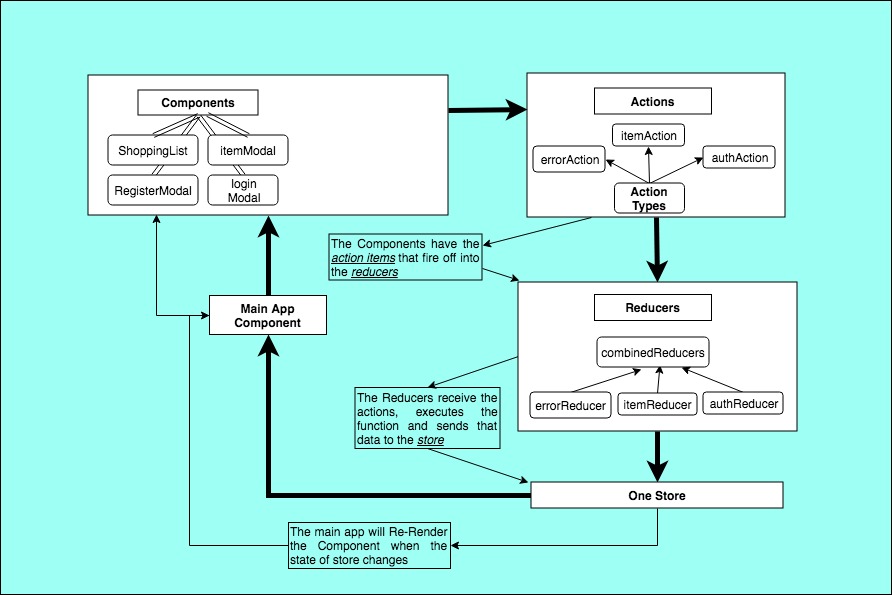 Components
ShoppingList
itemModal
RegisterModal
login
Modal
Actions
itemAction
errorAction
authAction
Action
Types
The Components have the
action items that fire off into
the reducers
Main App
Component
Reducers
combinedReducers
errorReducer
itemReducer
authReducer
The Reducers receive the
actions, executes the
function and sends that
data to the store
One Store
The main app will Re-Render
the Component when the
state of store changes